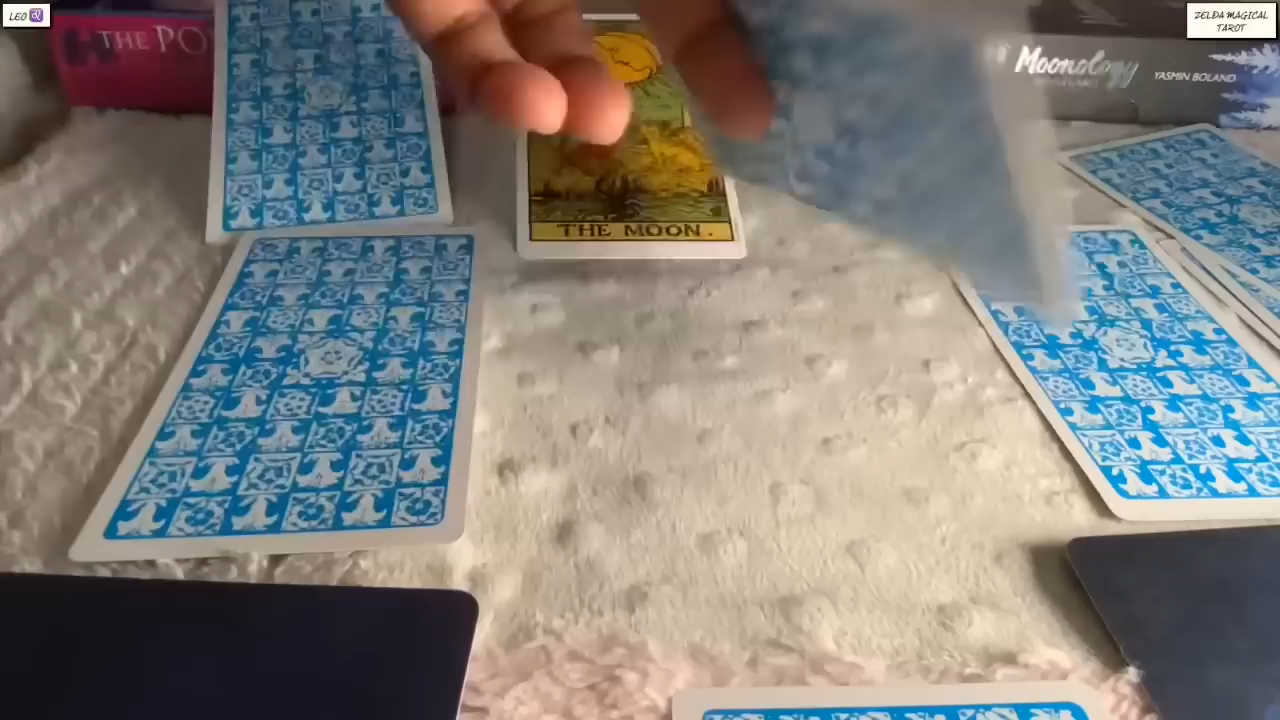 LEO ♌
ZELDA MAGICAL
TAROT
THE PO
Moonology
YASMIN BOLAND
THE MOON.